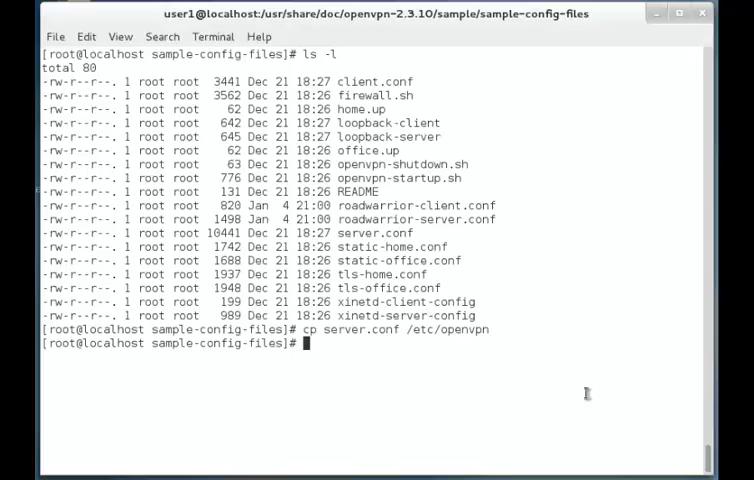 user1@localhost:/usr/share/doc/openvpn-2.3.10/sample/sample-config-files
File Edit View Search Terminal Help
[root@localhost sample-config-files]# ls -l
total 80
-rw-r--r--. 1 root root 3441 Dec 21 18:27 client.conf
-rw-r--r--. 1 root root 3562 Dec 21 18:26 firewall.sh
-rw-r--r--. 1 root root 62 Dec 21 18:26 home.up
-rw-r--r--. 1 root root 642 Dec 21 18:26 loopback-client
-rw-r--r--. 1 root root 645 Dec 21 18:26 loopback-server
-rw-r--r--. 1 root root 62 Dec 21 18:26 office.up
-rw-r--r--. 1 root root 63 Dec 21 18:26 openvpn-shutdown.sh
-rw-r--r--. 1 root root 776 Dec 21 18:26 openvpn-startup.sh
-rw-r--r--. 1 root root 131 Dec 21 18:26 README
-rw-r--r--. 1 root root 820 Jan 4 21:00 roadwarrior-client.conf
-rw-r--r--. 1 root root 1498 Jan 4 21:00 roadwarrior-server.conf
-rw-r--r--. 1 root root 10441 Dec 21 18:27 server.conf
-rw-r--r--. 1 root root 1742 Dec 21 18:26 static-home.conf
-rw-r--r--. 1 root root 1688 Dec 21 18:26 static-office.conf
-rw-r--r--. 1 root root 1937 Dec 21 18:26 tls-home.conf
-rw-r--r--. 1 root root 1948 Dec 21 18:26 tls-office.conf
-rw-r--r--. 1 root root 199 Dec 21 18:26 xinetd-client-config
-rw-r--r--. 1 root root 989 Dec 21 18:26 xinetd-server-config
[root@localhost sample-config-files]# cp server.conf /etc/openvpn
[root@localhost sample-config-files]#